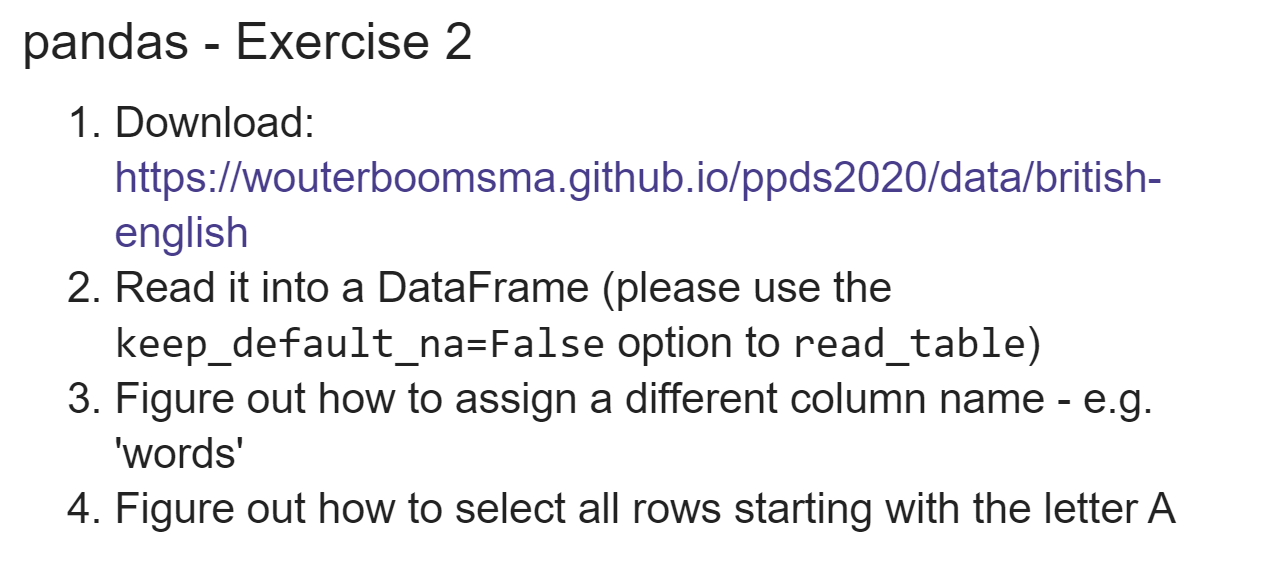 pandas - Exercise 2
1. Download:
https://wouterboomsma.github.io/ppds2020/data/british-
english
2. Read it into a DataFrame (please use the
keep_default_na=False option to read_table)
3. Figure out how to assign a different column name - e.g.
'words'
4. Figure out how to select all rows starting with the letter A